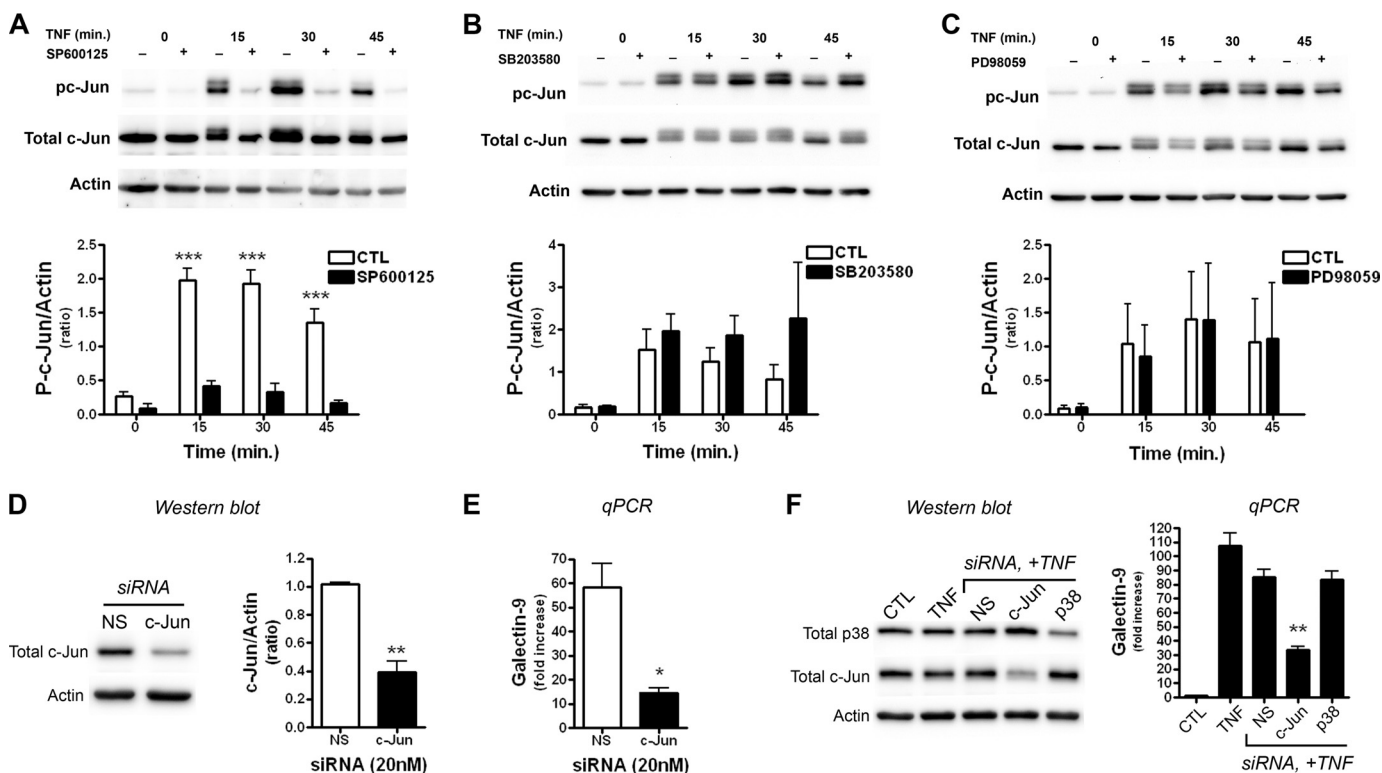 A
TNF (min.) 0 15 30 45
SP600125 – + – + – + – +
pc-Jun
Total c-Jun
Actin
2.5
2.0
1.5
1.0
0.5
0.0
P-c-Jun/Actin
(ratio)
*** *** ***
CTL
SP600125
0 15 30 45
Time (min.)
B
TNF (min.) 0 15 30 45
SB203580 – + – + – + – +
pc-Jun
Total c-Jun
Actin
4
3
2
1
0
P-c-Jun/Actin
(ratio)
CTL
SB203580
0 15 30 45
Time (min.)
C
TNF (min.) 0 15 30 45
PD98059 – + – + – + – +
pc-Jun
Total c-Jun
Actin
2.5
2.0
1.5
1.0
0.5
0.0
P-c-Jun/Actin
(ratio)
CTL
PD98059
0 15 30 45
Time (min.)
D
Western blot
siRNA
NS c-Jun
Total c-Jun
Actin
1.2
1.0
0.8
0.6
0.4
0.2
0.0
c-Jun/Actin
(ratio)
**
NS c-Jun
siRNA (20nM)
E
qPCR
70
60
50
40
30
20
10
0
Galectin-9
(fold increase)
*
NS c-Jun
siRNA (20nM)
F
Western blot
siRNA, +TNF
CTL TNF NS c-Jun p38
Total p38
Total c-Jun
Actin
qPCR
120
110
100
90
80
70
60
50
40
30
20
10
0
Galectin-9
(fold increase)
**
CTL TNF NS c-Jun p38
siRNA, +TNF